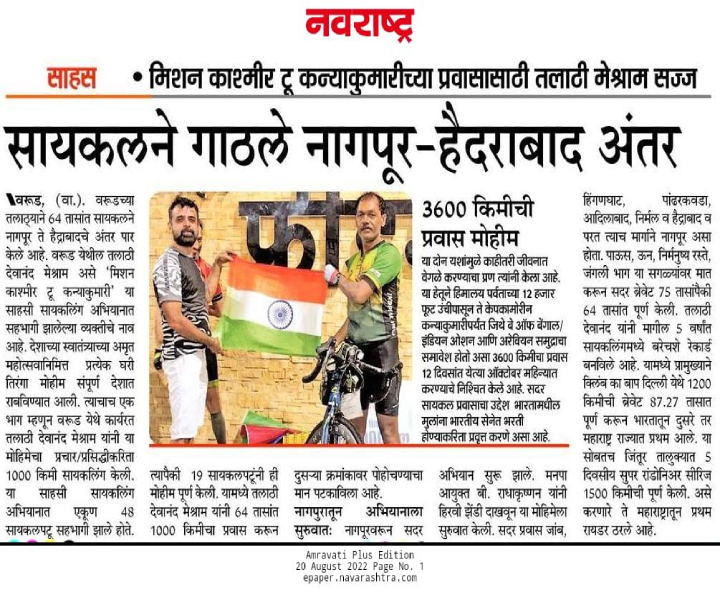 नवराष्ट्र
साहस • मिशन काश्मीर टू कन्याकुमारीच्या प्रवासासाठी तलाठी मेश्राम सज्ज
सायकलने गाठले नागपूर-हैदराबाद अंतर
वरूड, (वा.). वरूडच्या
तलाठ्याने 64 तासांत सायकलने
नागपूर ते हैद्राबादचे अंतर पार
केले आहे. वरूड येथील तलाठी
देवानंद मेश्राम असे 'मिशन
काश्मीर टू कन्याकुमारी' या
साहसी सायकलिंग अभियानात
सहभागी झालेल्या व्यक्तीचे नाव
आहे. देशाच्या स्वातंत्र्याच्या अमृत
महोत्सवानिमित्त प्रत्येक घरी
तिरंगा मोहीम संपूर्ण देशात
राबविण्यात आली. त्याचाच एक
भाग म्हणून वरूड येथे कार्यरत
तलाठी देवानंद मेश्राम यांनी या
मोहिमेचा प्रचार/प्रसिद्धीकरिता
1000 किमी सायकलिंग केली.
या साहसी सायकलिंग
अभियानात एकूण 48
सायकलपटू सहभागी झाले होते.
त्यापैकी 19 सायकलपटूंनी ही
मोहीम पूर्ण केली. यामध्ये तलाठी
देवानंद मेश्राम यांनी 64 तासांत
1000 किमीचा प्रवास करून
दुसऱ्या क्रमांकावर पोहोचण्याचा
मान पटकाविला आहे.
नागपुरातून अभियानाला
सुरुवात: नागपूरवरून सदर
अभियान सुरू झाले. मनपा
आयुक्त बी. राधाकृष्णन यांनी
हिरवी झेंडी दाखवून या मोहिमेला
सुरुवात केली. सदर प्रवास जांब,
हिंगणघाट, पांढरकवडा,
आदिलाबाद, निर्मल व हैद्राबाद व
परत त्याच मार्गाने नागपूर असा
होता. पाऊस, ऊन, निर्मनुष्य रस्ते,
जंगली भाग या सगळ्यांवर मात
करून सदर ब्रेवेट 75 तासांपैकी
64 तासांत पूर्ण केली. तलाठी
देवानंद यांनी मागील 5 वर्षांत
सायकलिंगमध्ये बरेचशे रेकार्ड
बनविले आहे. यामध्ये प्रामुख्याने
विलंब का बाप दिल्ली येथे 1200
किमीची ब्रेवेट 87.27 तासात
पूर्ण करून भारतातून दुसरे तर
महाराष्ट्र राज्यात प्रथम आले. या
सोबतच जिंतूर तालुक्यात 5
दिवसीय सुपर रांडोनिअर सीरिज
1500 किमीची पूर्ण केली. असे
करणारे ते महाराष्ट्रातून प्रथम
रायडर ठरले आहे.
3600 किमीची
प्रवास मोहीम
या दोन यशांमुळे काहीतरी जीवनात
वेगळे करण्याचा प्रण त्यांनी केला आहे.
या हेतूने हिमालय पर्वताच्या 12 हजार
फूट उंचीपासून ते केपकामोरीन
कन्याकुमारीपर्यंत जिथे बे ऑफ बेंगाल/
इंडियन ओशन आणि अरेवियन समुद्राचा
समावेश होतो असा 3600 किमीचा प्रवास
12 दिवसांत येत्या ऑक्टोबर महिन्यात
करण्याचे निश्चित केले आहे. सदर
सायकल प्रवासाचा उद्देश भारतामधील
मुलांना भारतीय सेनेत भरती
होण्याकरिता प्रवृत्त करणे असा आहे.
Amravati Plus Edition
20 August 2022 Page No. 1
epaper.navarashtra.com